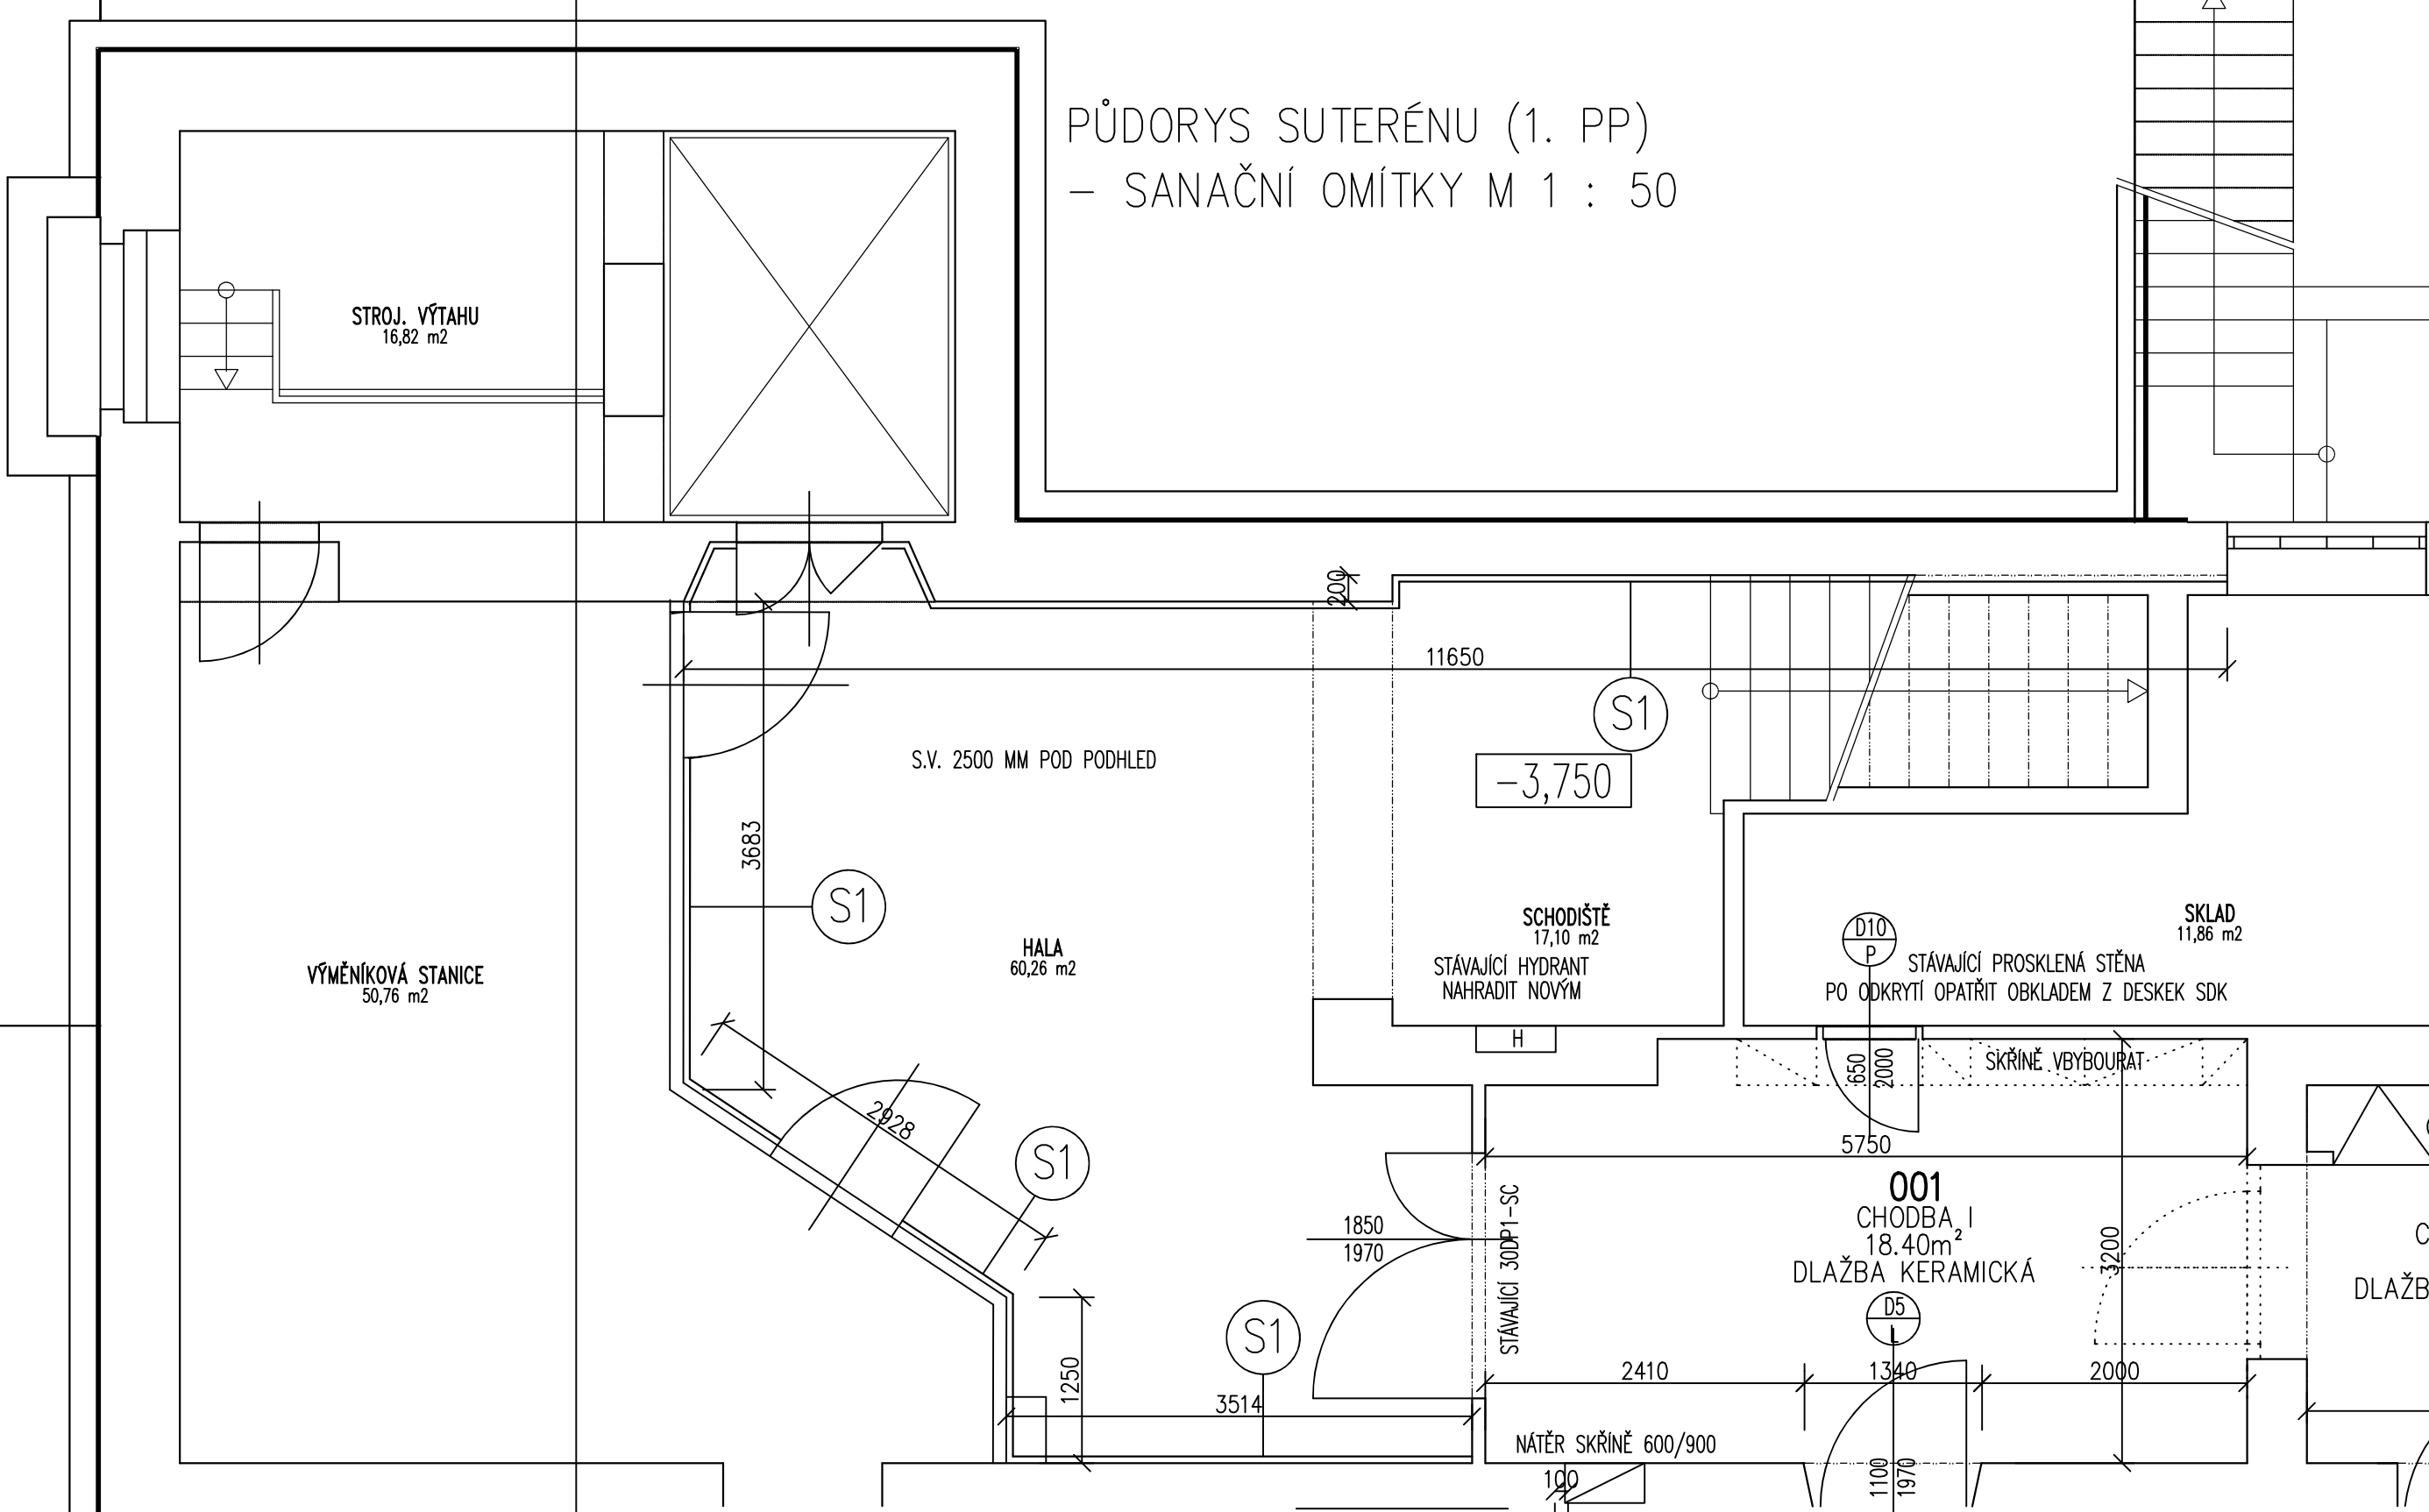 PŮDORYS SUTERÉNU (1. PP)
- SANAČNÍ OMÍTKY M 1 : 50
STROJ. VÝTAHU
16,82 m2
200
11650
S1
S.V. 2500 MM POD PODHLED
-3,750
3683
S1
HALA
60,26 m2
SCHODIŠTĚ
17,10 m2
STÁVAJÍCÍ HYDRANT
NAHRADIT NOVÝM
H
SKLAD
11,86 m2
D10
P
STÁVAJÍCÍ PROSKLENÁ STĚNA
PO ODKRYTÍ OPATŘIT OBKLADEM Z DESKEK SDK
VÝMĚNÍKOVÁ STANICE
50,76 m2
SKŘÍNĚ VBYBOURAT
650
2000
2928
S1
5750
001
CHODBA I
18.40m²
DLAŽBA KERAMICKÁ
3200
1850
1970
STÁVAJÍCÍ 30DP1-SC
D5
L
S1
1250
3514
2410
1340
2000
NÁTĚR SKŘÍNĚ 600/900
100
1100
1970
C
DLAŽB